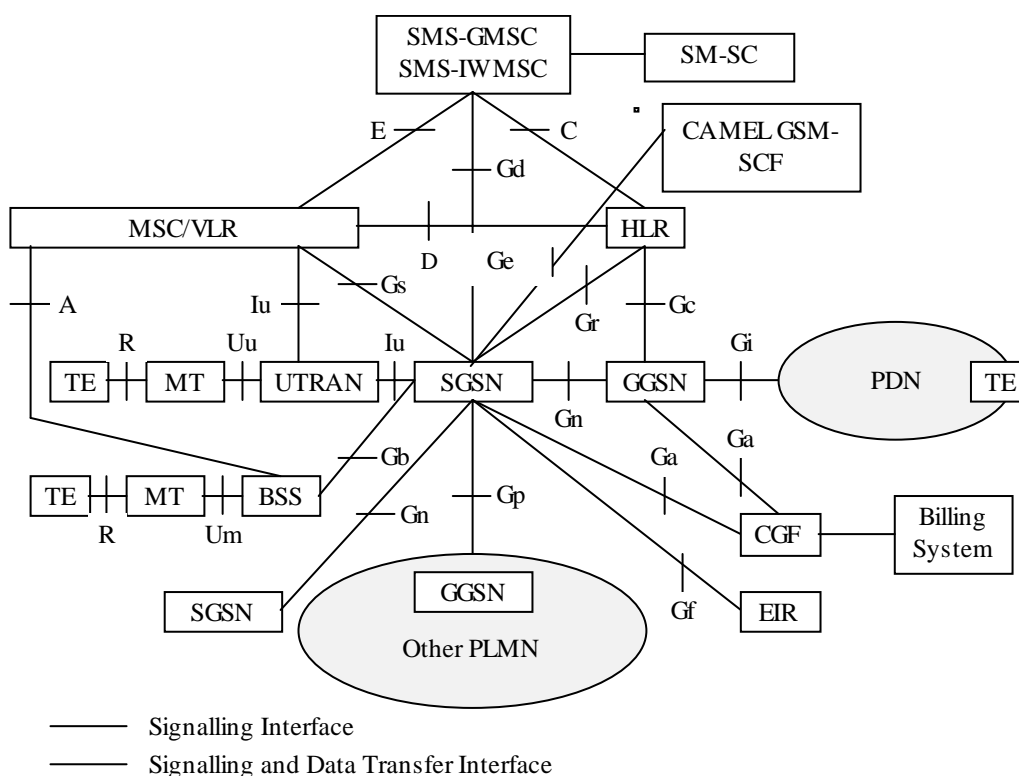 SMS-GMSC
SMS-IWMSC
SM-SC
E
C
CAMEL GSM-
SCF
Gd
MSC/VLR
HLR
D
Ge
A
Iu
Gs
Gr
Gc
R
Uu
Iu
Gi
TE
MT
UTRAN
SGSN
GGSN
PDN
TE
Gn
Ga
Gb
Ga
TE
MT
BSS
Gp
R
Um
Gn
CGF
Billing
System
SGSN
GGSN
Gf
EIR
Other PLMN
Signalling Interface
Signalling and Data Transfer Interface